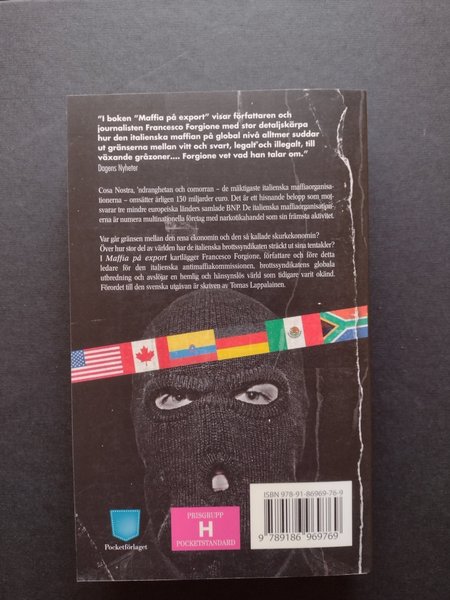 "I boken "Maffia på export" visar författaren och
journalisten Francesco Forgione med stor detaljskärpa
hur den italienska maffian på global nivå alltmer suddar
ut gränserna mellan vitt och svart, legalt och illegalt, till
växande gråzoner.... Forgione vet vad han talar om."
Dagens Nyheter
Cosa Nostra, 'ndranghetan och camorran – de mäktigaste italienska maffiaorganisa-
tionerna – omsätter årligen 150 miljarder euro. Det är ett hisnande belopp som mot-
svarar tre mindre europeiska länders samlade BNP. De italienska maffiaorganisatio-
nerna är numera multinationella företag med narkotikahandel som sin främsta aktivitet.
Var går gränsen mellan den rena ekonomin och den så kallade skurkekonomin?
Över hur stor del av världen har de italienska brottssyndikaten sträckt ut sina tentakler?
I Maffia på export kartlägger Francesco Forgione, författare och före detta
ledare för den italienska antimaffiakommissionen, brottssyndikatens globala
utbredning och avslöjar en hemlig och hänsynslös värld som tidigare varit okänd.
Förordet till den svenska utgåvan är skriven av Tomas Lappalainen.
Pocketförlaget
PRISGRUPP
H
POCKETSTANDARD
ISBN 978-91-86969-76-9
9 789186 969769